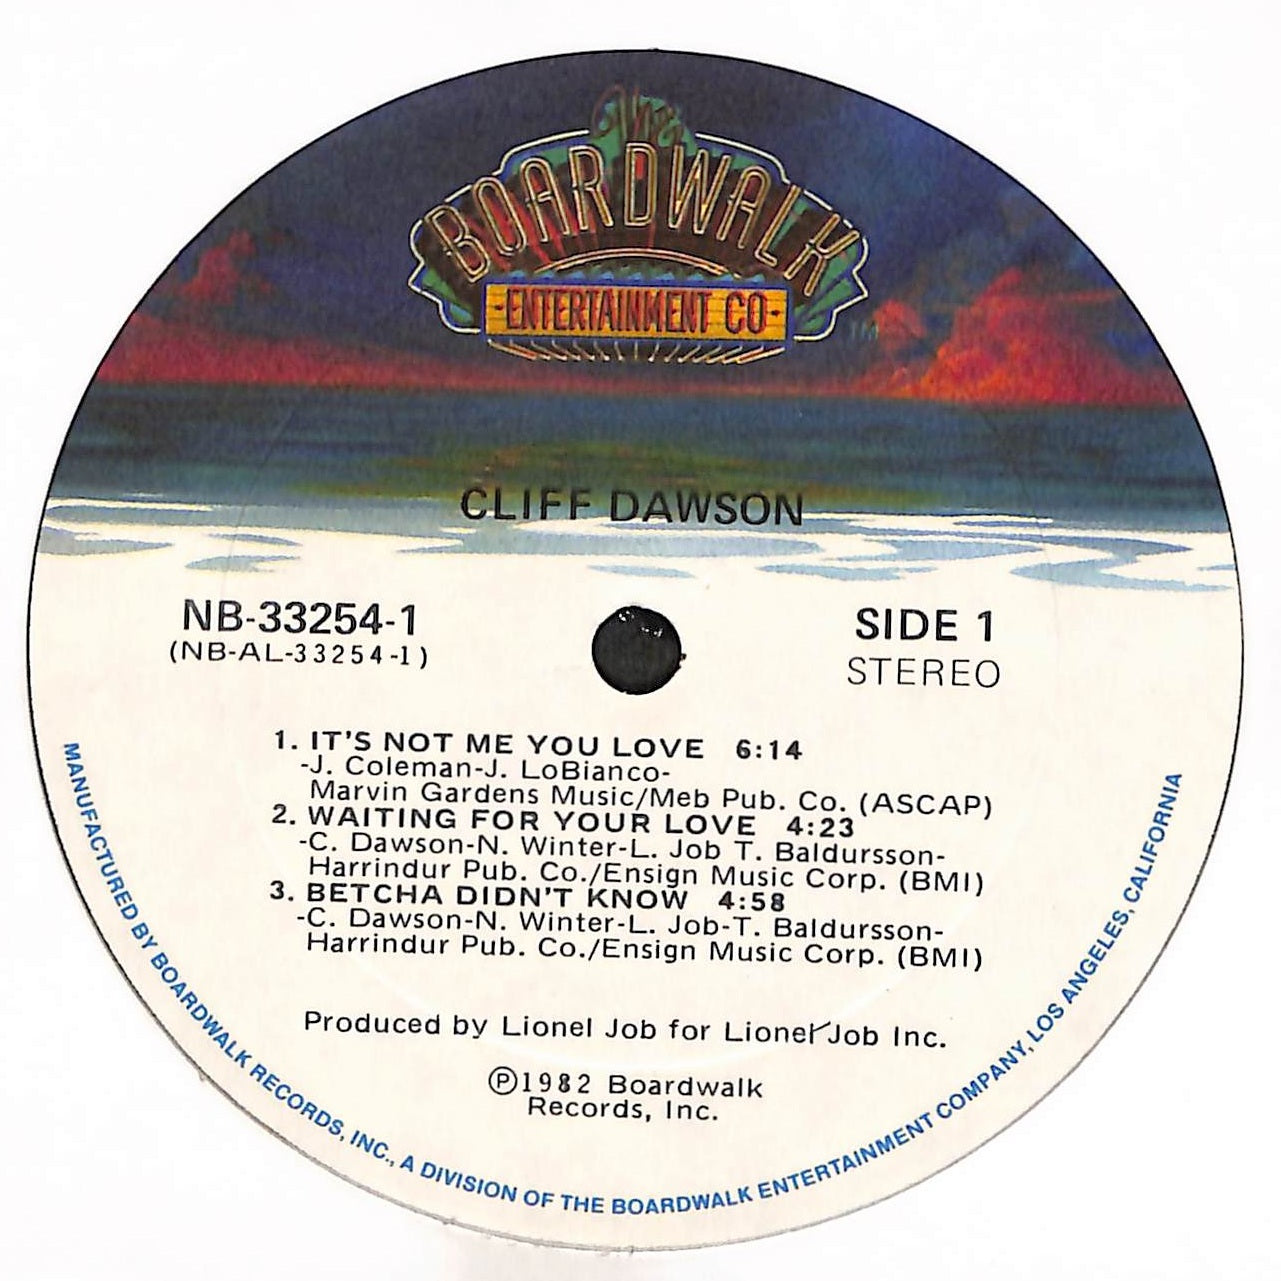 The
BOARDWALK
-ENTERTAINMENT CO-
TM
CLIFF DAWSON
NB-33254-1
(NB-AL-33254-1)
SIDE 1
STEREO
1. IT'S NOT ME YOU LOVE 6:14
-J. Coleman-J. LoBianco-
Marvin Gardens Music/Meb Pub. Co. (ASCAP)
2. WAITING FOR YOUR LOVE 4:23
-C. Dawson-N. Winter-L. Job T. Baldursson-
Harrindur Pub. Co./Ensign Music Corp. (BMI)
3. BETCHA DIDN'T KNOW 4:58
-C. Dawson-N. Winter-L. Job-T. Baldursson-
Harrindur Pub. Co./Ensign Music Corp. (BMI)
Produced by Lionel Job for Lionel Job Inc.
℗1982 Boardwalk
Records, Inc.
MANUFACTURED BY BOARDWALK RECORDS, INC., A DIVISION OF THE BOARDWALK ENTERTAINMENT COMPANY, LOS ANGELES, CALIFORNIA